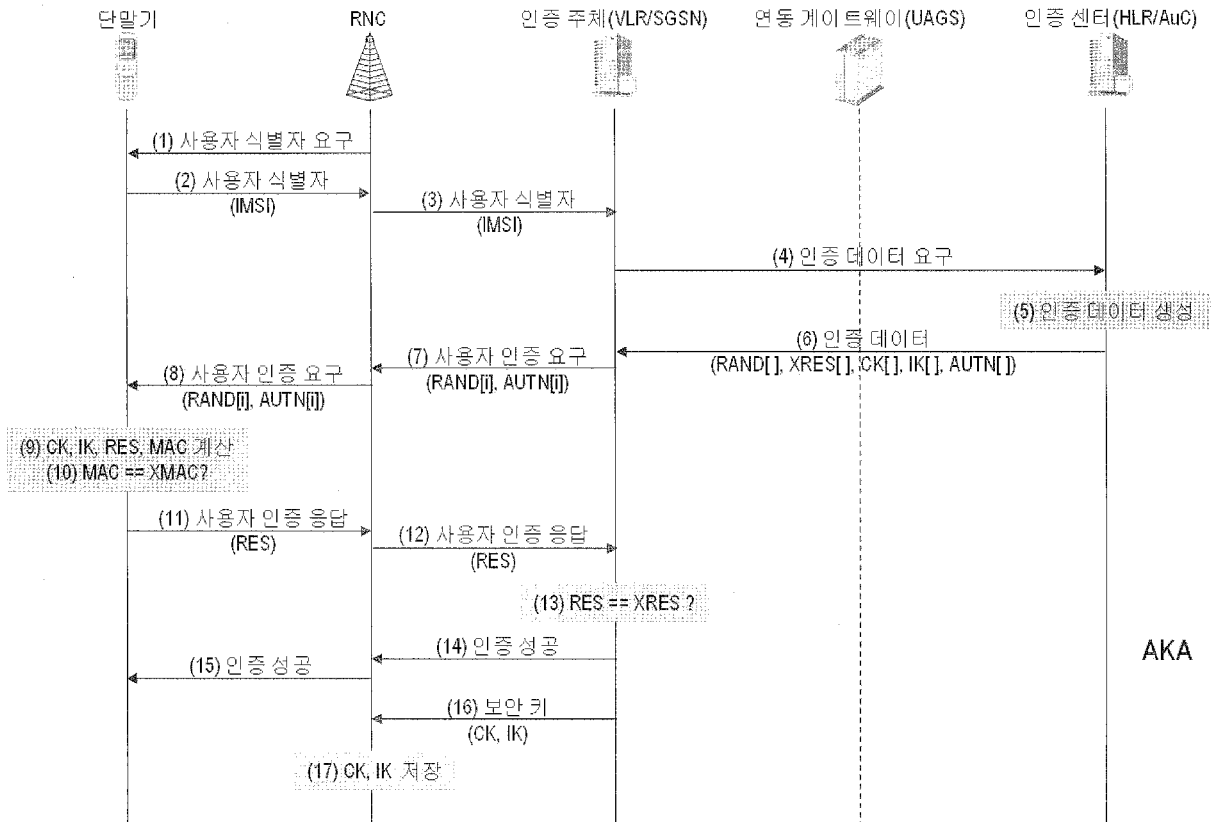 단말기
RNC
인증 주체(VLR/SGSN)
연동 게이트웨이(UAGS)
인증 센터(HLR/AuC)
(1) 사용자 식별자 요구
(2) 사용자 식별자
(IMSI)
(3) 사용자 식별자
(IMSI)
(4) 인증 데이터 요구
(5) 인증 데이터 생성
(6) 인증 데이터
(RAND[ ], XRES[ ], CK[ ], IK[ ], AUTN[ ])
(7) 사용자 인증 요구
(RAND[i], AUTN[i])
(8) 사용자 인증 요구
(RAND[i], AUTN[i])
(9) CK, IK, RES, MAC 계산
(10) MAC == XMAC?
(11) 사용자 인증 응답
(RES)
(12) 사용자 인증 응답
(RES)
(13) RES == XRES ?
(14) 인증 성공
(15) 인증 성공
AKA
(16) 보안 키
(CK, IK)
(17) CK, IK 저장